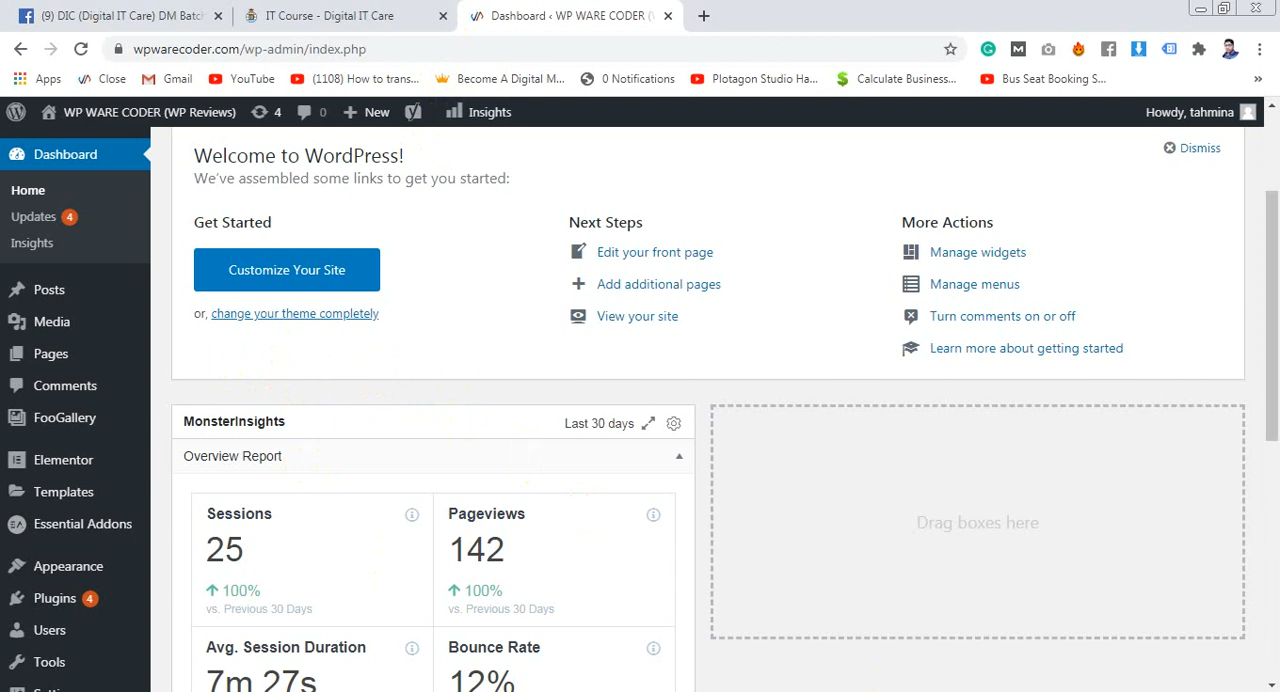 (9) DIC (Digital IT Care) DM Batch
IT Course - Digital IT Care
Dashboard ‹ WP WARE CODER (W
wpwarecoder.com/wp-admin/index.php
Apps
Close
Gmail
YouTube
(1108) How to trans...
Become A Digital M...
0 Notifications
Plotagon Studio Ha...
Calculate Business...
Bus Seat Booking S...
»
WP WARE CODER (WP Reviews)
4
0
New
Insights
Howdy, tahmina
Dashboard
Home
Updates 4
Insights
Posts
Media
Pages
Comments
FooGallery
Elementor
Templates
Essential Addons
Appearance
Plugins 4
Users
Tools
Welcome to WordPress!
We've assembled some links to get you started:
Dismiss
Get Started
Customize Your Site
or, change your theme completely
Next Steps
Edit your front page
Add additional pages
View your site
More Actions
Manage widgets
Manage menus
Turn comments on or off
Learn more about getting started
MonsterInsights
Last 30 days
Overview Report
Sessions
25
100%
vs. Previous 30 Days
Pageviews
142
100%
vs. Previous 30 Days
Avg. Session Duration
7m 27s
Bounce Rate
12%
Drag boxes here